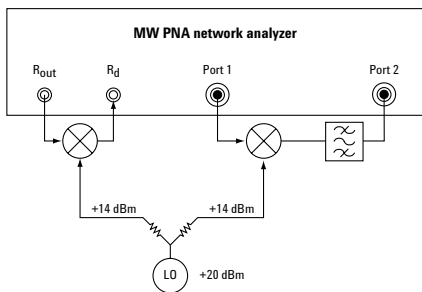 MW PNA network analyzer
Rout
Rd
Port 1
Port 2
+14 dBm
+14 dBm
LO
+20 dBm